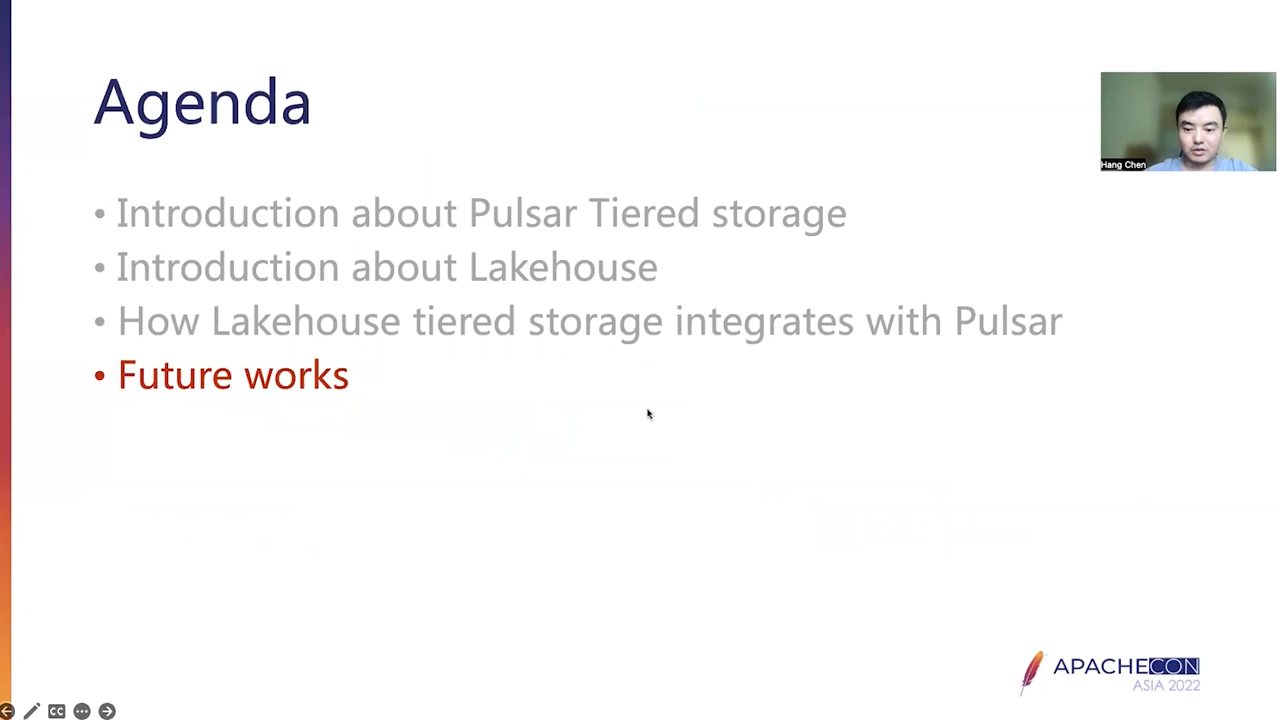 Agenda
Hang Chen
• Introduction about Pulsar Tiered storage
• Introduction about Lakehouse
• How Lakehouse tiered storage integrates with Pulsar
• Future works
APACHECON
ASIA 2022
CC